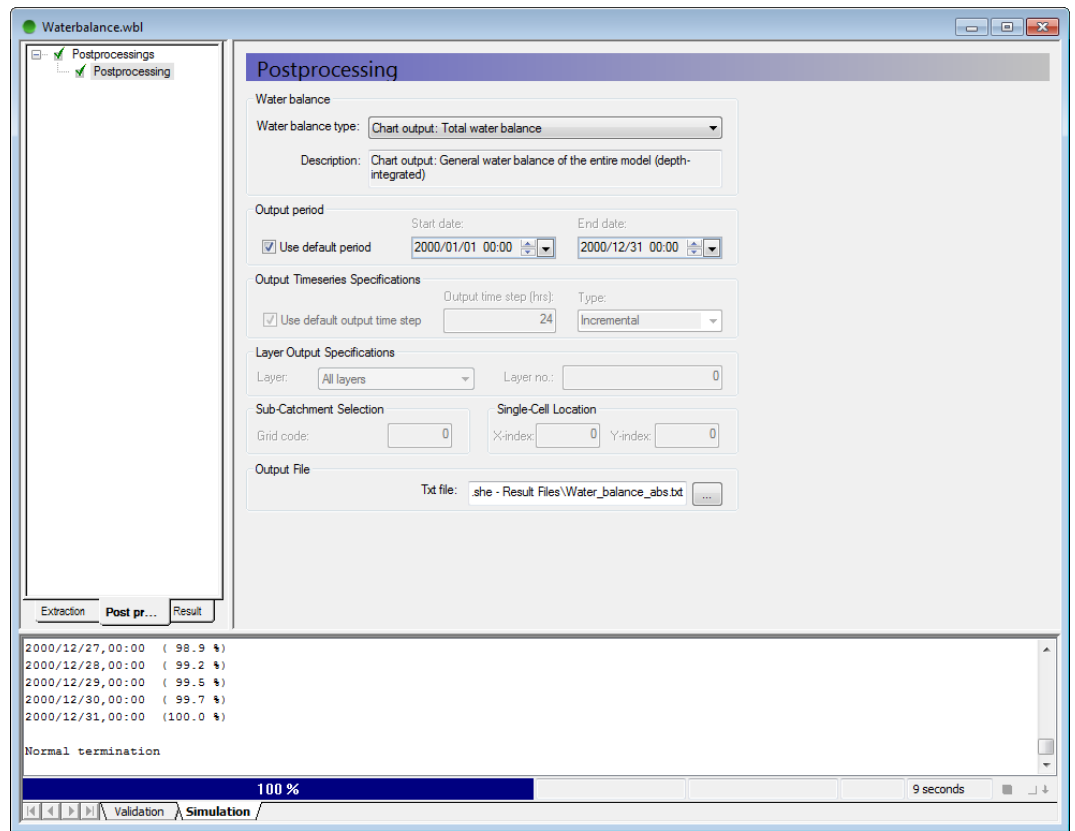 Waterbalance.wbl
Postprocessings
Postprocessing
Postprocessing
Water balance
Water balance type: Chart output: Total water balance
Description: Chart output: General water balance of the entire model (depth-
integrated)
Output period
Start date: End date:
Use default period 2000/01/01 00:00 2000/12/31 00:00
Output Timeseries Specifications
Output time step (hrs): Type:
Use default output time step 24 Incremental
Layer Output Specifications
Layer: All layers Layer no.: 0
Sub-Catchment Selection Single-Cell Location
Grid code: 0 X-index: 0 Y-index: 0
Output File
Txt file: .she - Result Files\Water_balance_abs.txt ...
Extraction Post pr... Result
2000/12/27,00:00 ( 98.9 %)
2000/12/28,00:00 ( 99.2 %)
2000/12/29,00:00 ( 99.5 %)
2000/12/30,00:00 ( 99.7 %)
2000/12/31,00:00 (100.0 %)
Normal termination
100 % 9 seconds
Validation Simulation